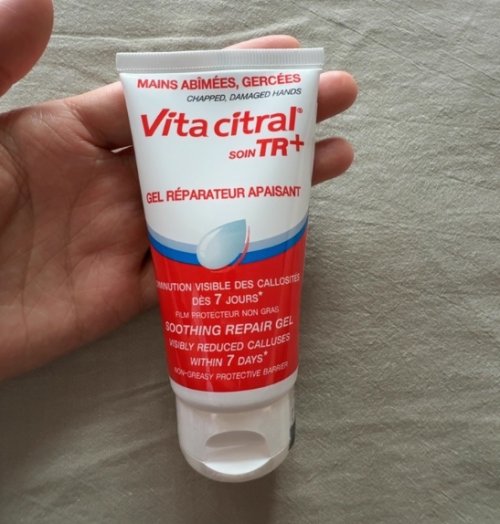 MAINS ABÎMÉES, GERCÉES
CHAPPED, DAMAGED HANDS
Vita citral®
SOIN TR+
GEL RÉPARATEUR APAISANT
DIMINUTION VISIBLE DES CALLOSITÉS
DÈS 7 JOURS*
FILM PROTECTEUR NON GRAS
SOOTHING REPAIR GEL
VISIBLY REDUCED CALLUSES
WITHIN 7 DAYS*
NON-GREASY PROTECTIVE BARRIER